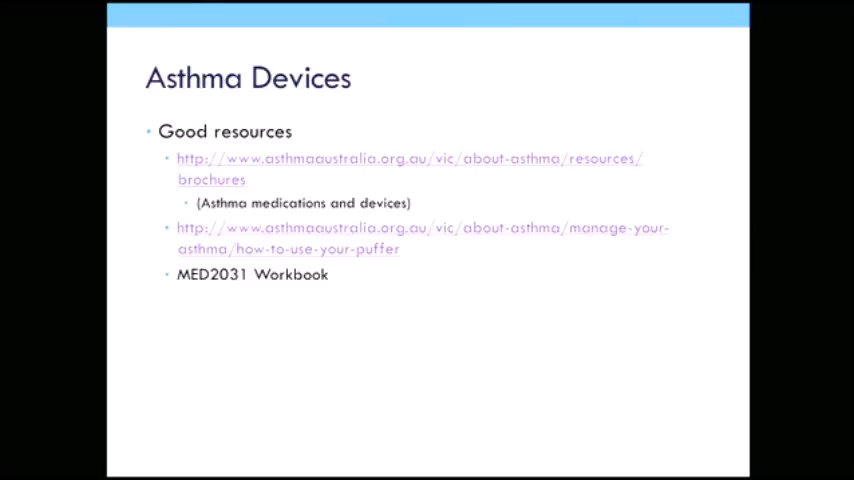 Asthma Devices
Good resources
http://www.asthmaaustralia.org.au/vic/about-asthma/resources/
brochures
(Asthma medications and devices)
http://www.asthmaaustralia.org.au/vic/about-asthma/manage-your-
asthma/how-to-use-your-puffer
MED2031 Workbook